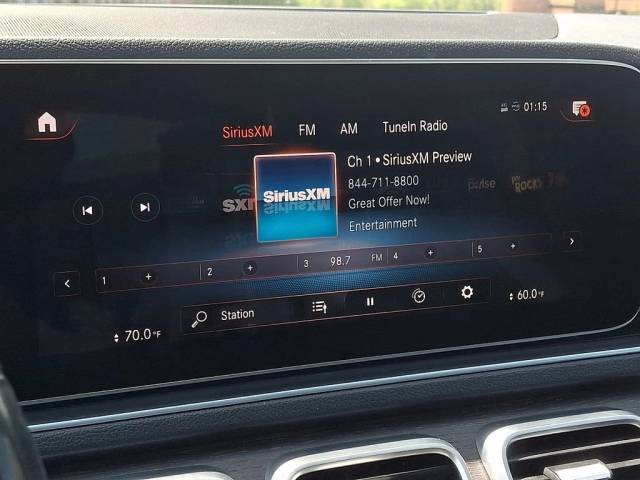 01:15
SiriusXM FM AM TuneIn Radio
Ch 1 • SiriusXM Preview
SiriusXM
844-711-8800
Great Offer Now!
Entertainment
pulse
1 + 2 + 3 98.7 FM 4 + 5 +
Station
70.0°F
60.0°F